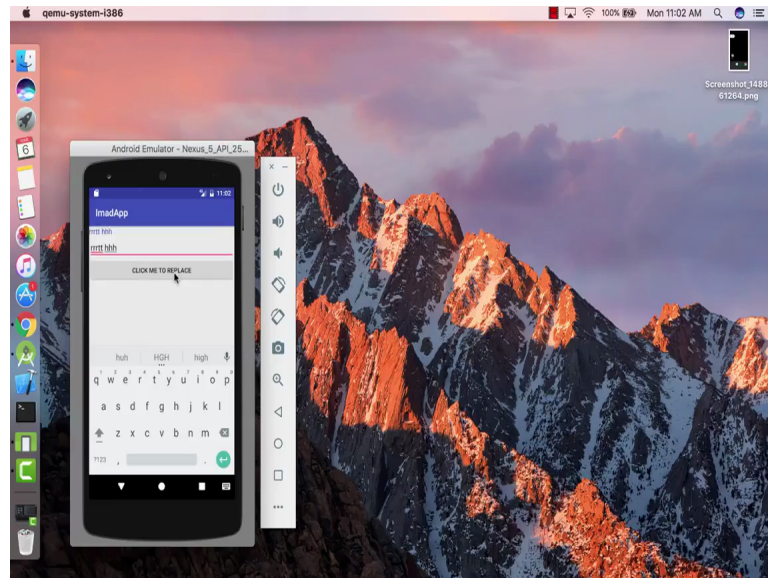 qemu-system-i386
100%
Mon 11:02 AM
Screenshot_1488
61264.png
6
Android Emulator - Nexus_5_API_25...
11:02
ImadApp
rrrtt hhh
rrrtt hhh
CLICK ME TO REPLACE
huh HGH high
q w e r t y u i o p
a s d f g h j k l
z x c v b n m
?123 , .